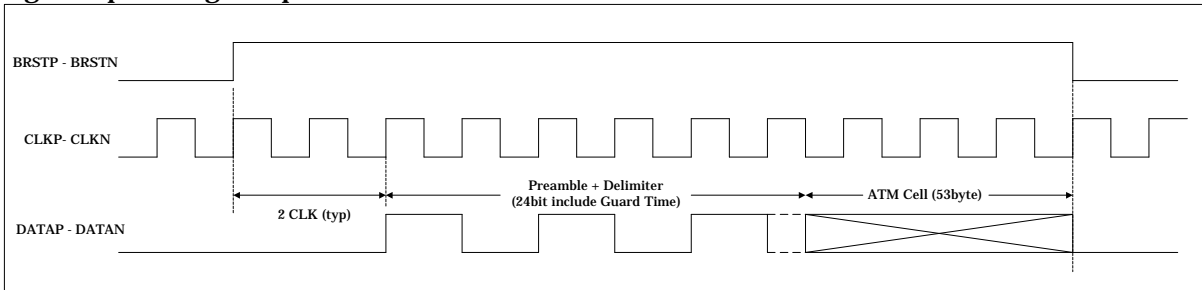 BRSTP - BRSTN
CLKP- CLKN
Preamble + Delimiter
(24bit include Guard Time)
ATM Cell (53byte)
2 CLK (typ)
DATAP - DATAN